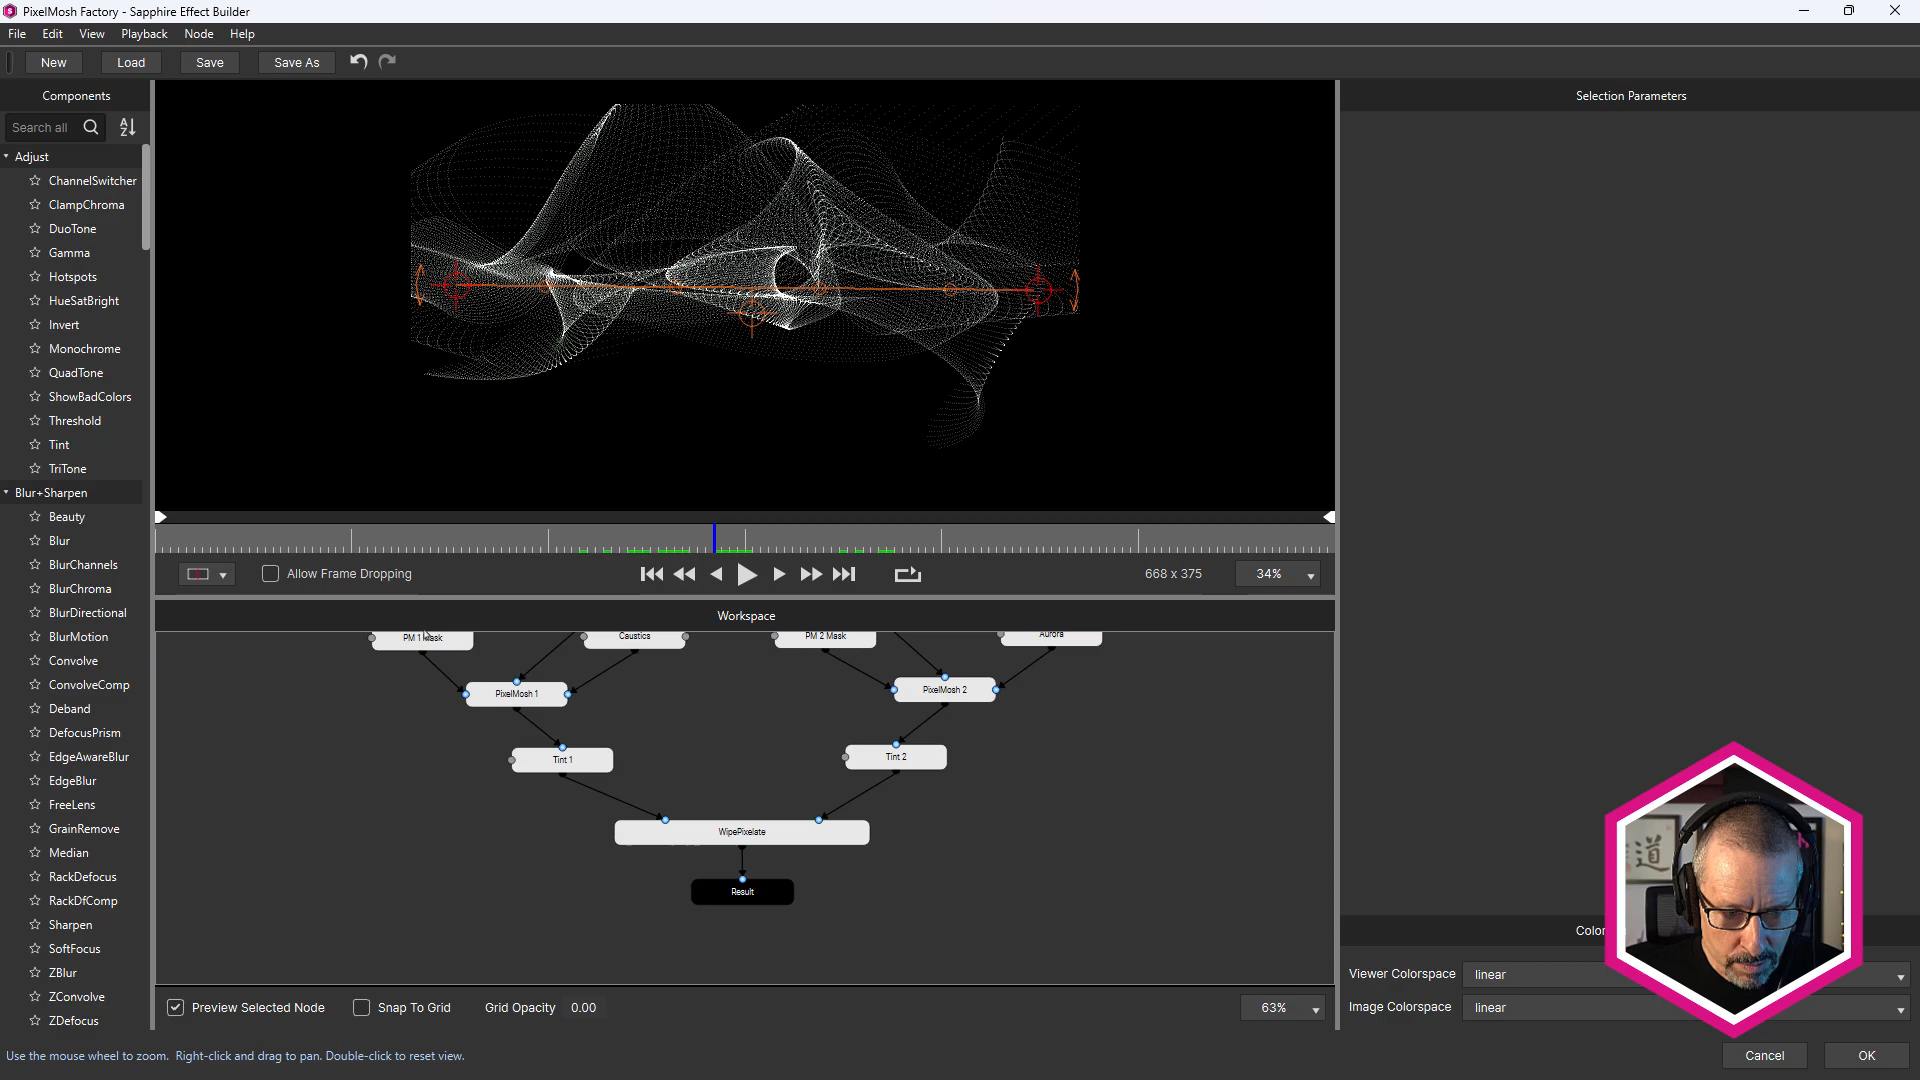 PixelMosh Factory - Sapphire Effect Builder
File Edit View Playback Node Help
New Load Save Save As
Components
Selection Parameters
Search all
Adjust
ChannelSwitcher
ClampChroma
DuoTone
Gamma
Hotspots
HueSatBright
Invert
Monochrome
QuadTone
ShowBadColors
Threshold
Tint
TriTone
Blur+Sharpen
Beauty
Blur
BlurChannels
BlurChroma
BlurDirectional
BlurMotion
Convolve
ConvolveComp
Deband
DefocusPrism
EdgeAwareBlur
EdgeBlur
FreeLens
GrainRemove
Median
RackDefocus
RackDfComp
Sharpen
SoftFocus
ZBlur
ZConvolve
ZDefocus
Allow Frame Dropping
668 x 375
34%
Workspace
PM 1 Mask
Caustics
PM 2 Mask
Aurora
PixelMosh 1
PixelMosh 2
Tint 1
Tint 2
WipePixelate
Result
Preview Selected Node
Snap To Grid
Grid Opacity 0.00
63%
Viewer Colorspace linear
Image Colorspace linear
Use the mouse wheel to zoom. Right-click and drag to pan. Double-click to reset view.
Cancel OK